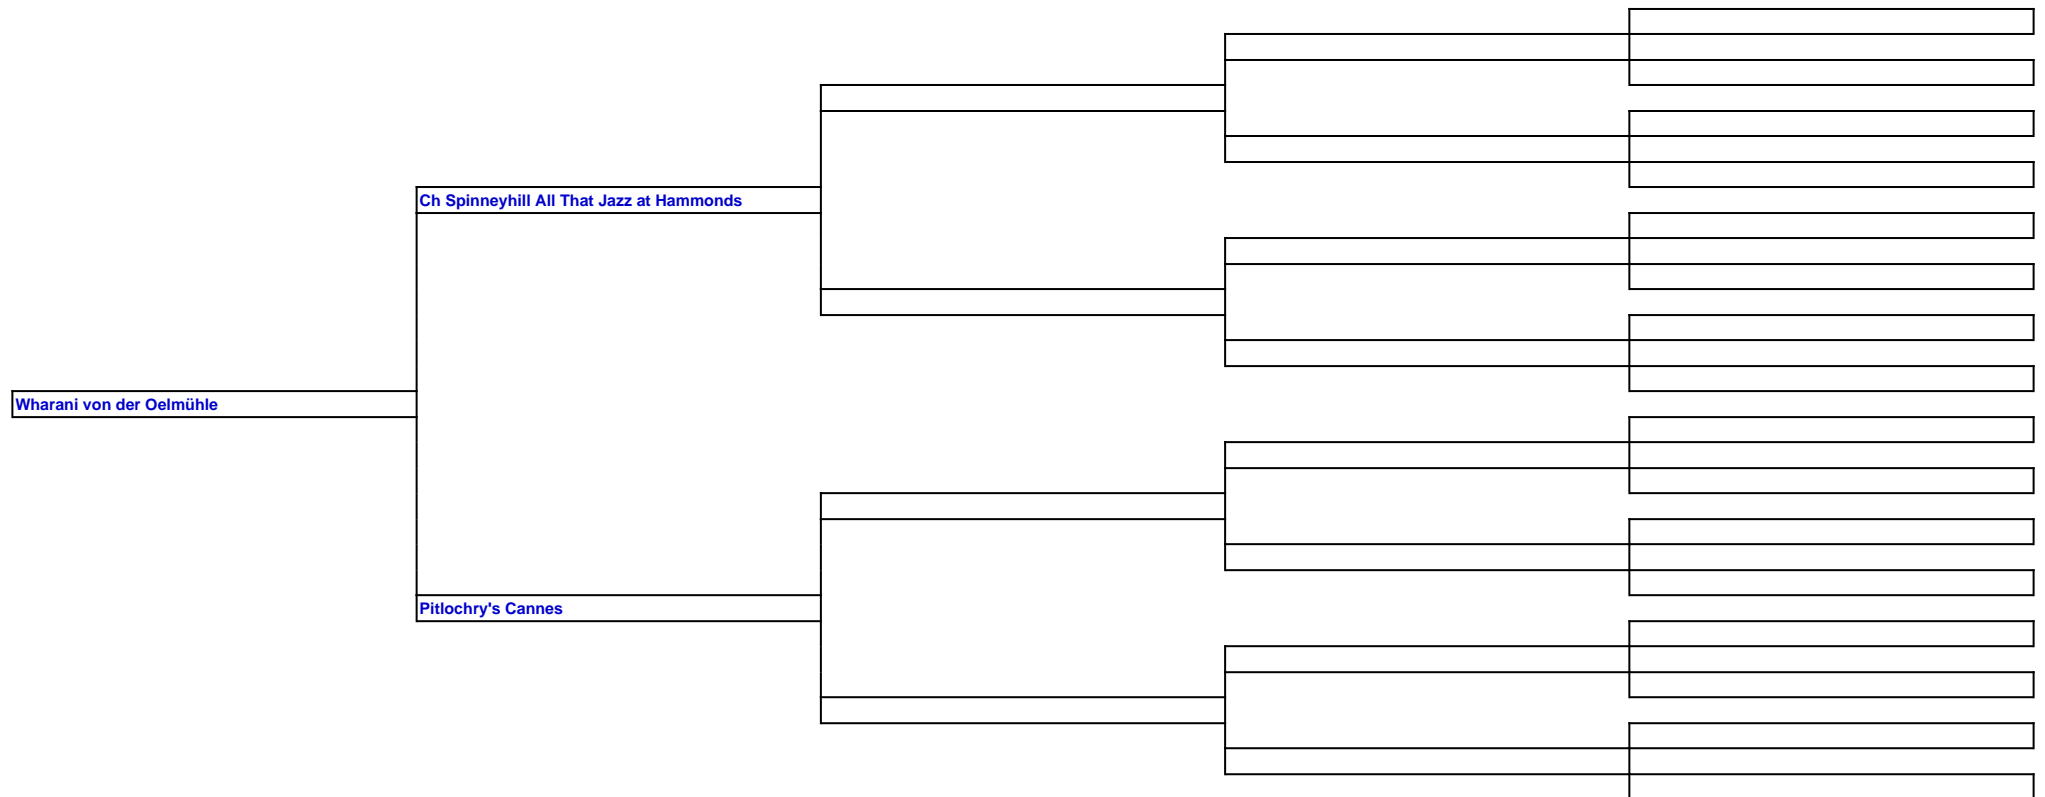 Ch Spinneyhill All That Jazz at Hammonds
Wharani von der Oelmühle
Pitlochry's Cannes